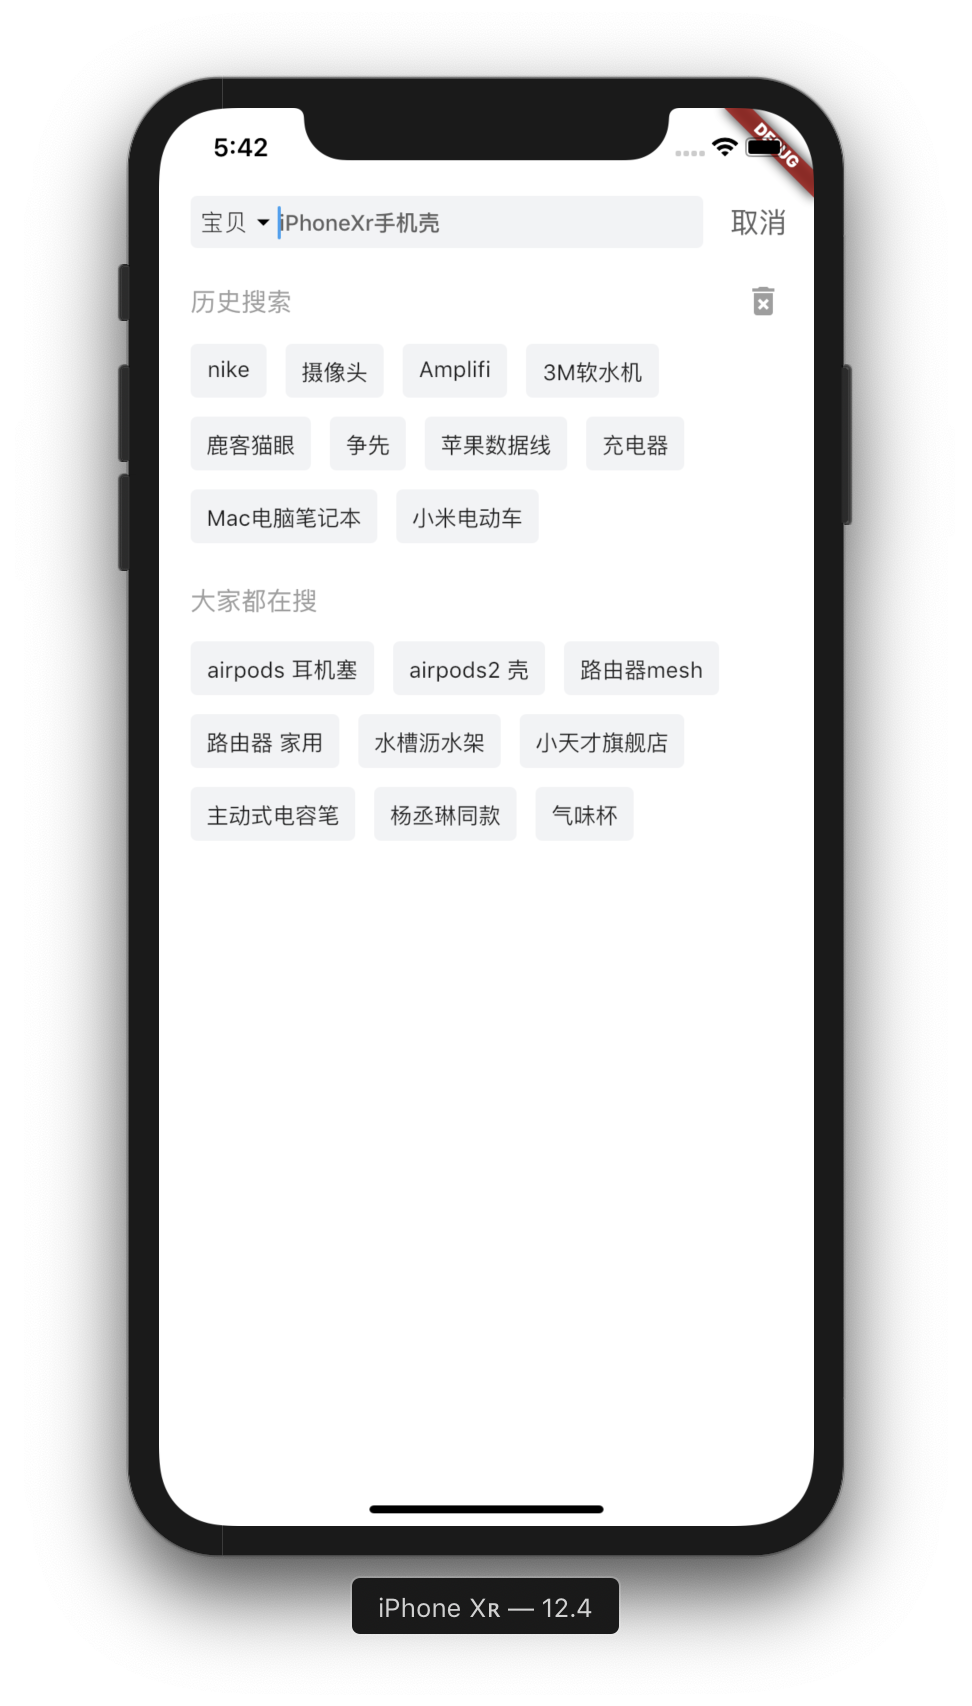 5:42
DEBUG
宝贝 iPhoneXr手机壳 取消
历史搜索
nike 摄像头 Amplifi 3M软水机
鹿客猫眼 争先 苹果数据线 充电器
Mac电脑笔记本 小米电动车
大家都在搜
airpods 耳机塞 airpods2 壳 路由器mesh
路由器 家用 水槽沥水架 小天才旗舰店
主动式电容笔 杨丞琳同款 气味杯
iPhone Xʀ — 12.4